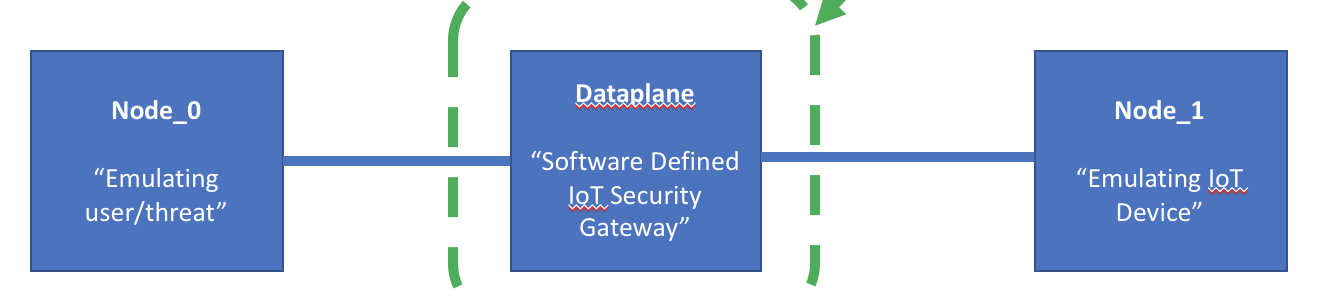 Node_0
“Emulating
user/threat”
Dataplane
“Software Defined
IoT Security
Gateway”
Node_1
“Emulating IoT
Device”